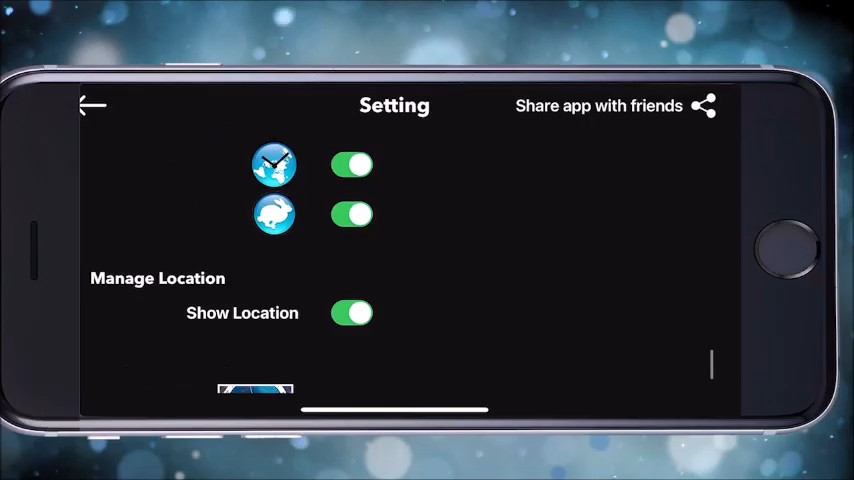 Setting
Share app with friends
Manage Location
Show Location